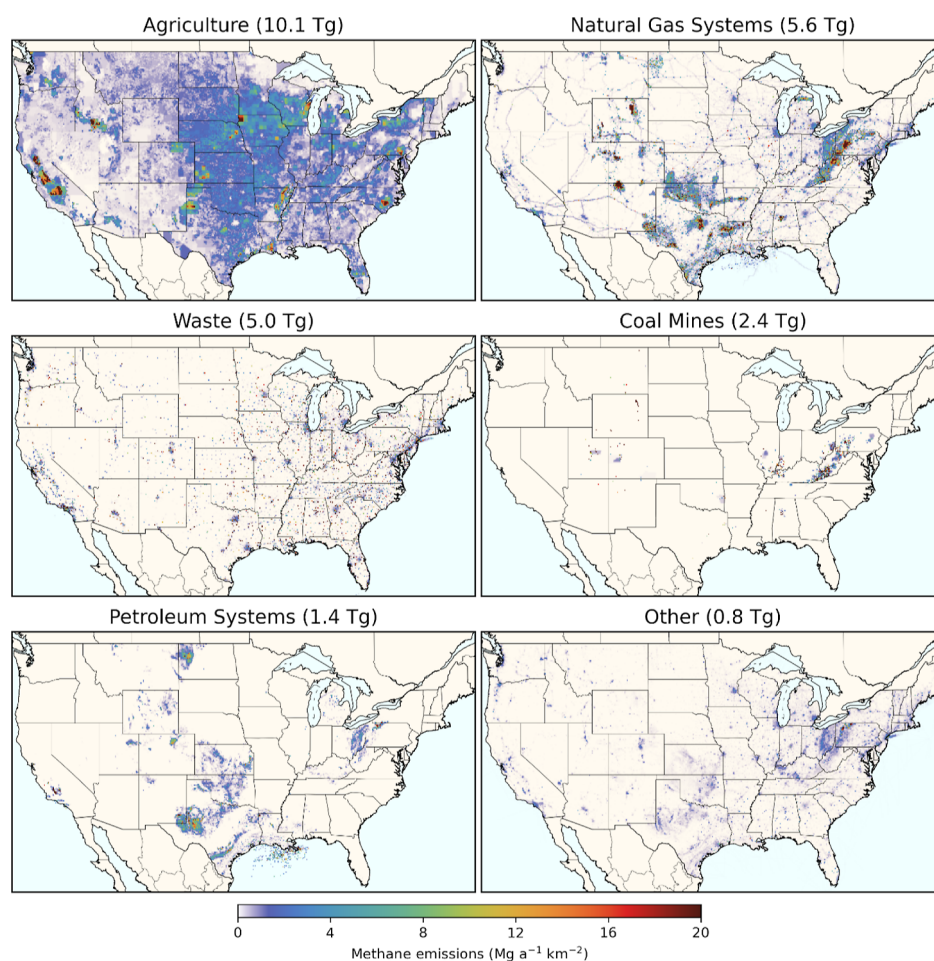 Agriculture (10.1 Tg)
Natural Gas Systems (5.6 Tg)
Waste (5.0 Tg)
Coal Mines (2.4 Tg)
Petroleum Systems (1.4 Tg)
Other (0.8 Tg)
0 4 8 12 16 20
Methane emissions (Mg a⁻¹ km⁻²)